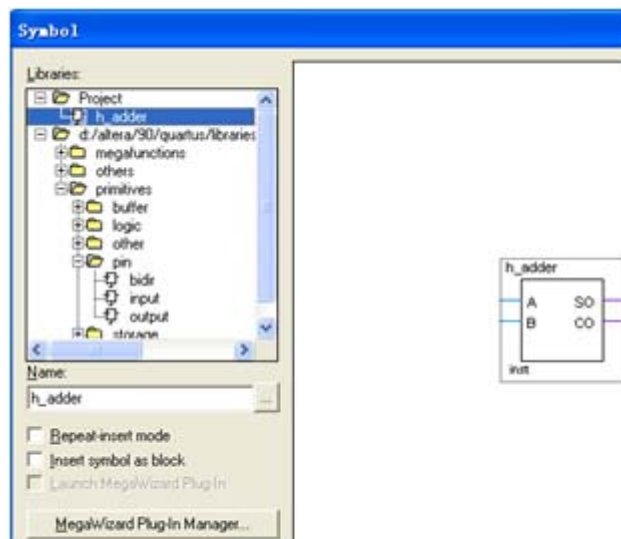 Symbol
Libraries:
Project
h_adder
d:/altera/90/quartus/libraries
megafunctions
others
primitives
buffer
logic
other
pin
bidir
input
output
storage
Name:
h_adder
...
Repeat-insert mode
Insert symbol as block
Launch MegaWizard Plug-In
MegaWizard Plug-In Manager...
h_adder
A SO
B CO
inst